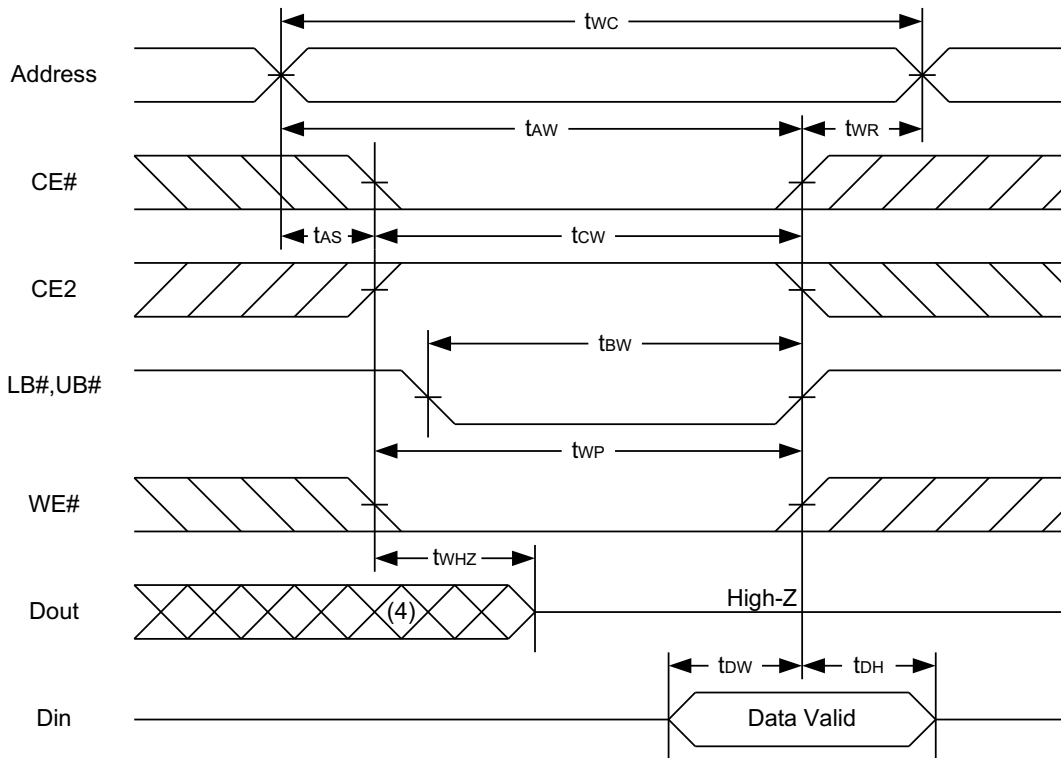 tWC
Address
tAW
tWR
CE#
tAS
tCW
CE2
tBW
LB#,UB#
tWP
WE#
tWHZ
Dout
(4)
High-Z
tDW
tDH
Din
Data Valid